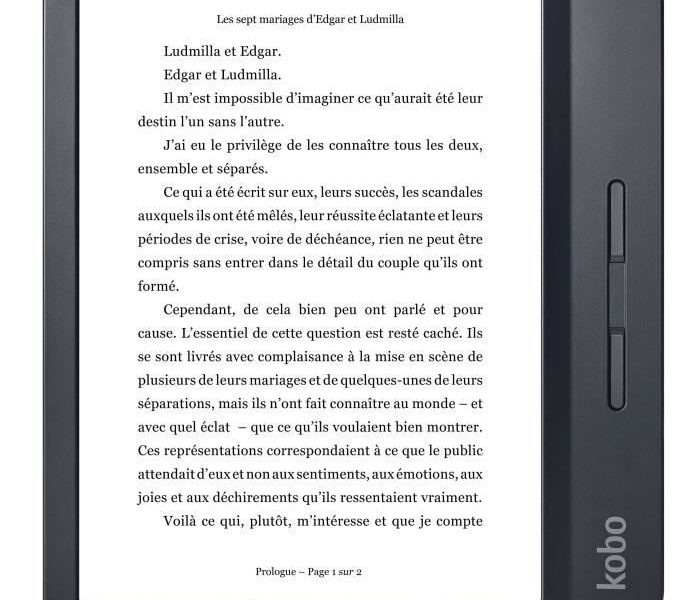 Les sept mariages d’Edgar et Ludmilla
Ludmilla et Edgar.
Edgar et Ludmilla.
Il m’est impossible d’imaginer ce qu’aurait été leur
destin l’un sans l’autre.
J’ai eu le privilège de les connaître tous les deux,
ensemble et séparés.
Ce qui a été écrit sur eux, leurs succès, les scandales
auxquels ils ont été mêlés, leur réussite éclatante et leurs
périodes de crise, voire de déchéance, rien ne peut être
compris sans entrer dans le détail du couple qu’ils ont
formé.
Cependant, de cela bien peu ont parlé et pour
cause. L’essentiel de cette question est resté caché. Ils
se sont livrés avec complaisance à la mise en scène de
plusieurs de leurs mariages et de quelques-unes de leurs
séparations, mais ils n’ont fait connaître au monde – et
avec quel éclat – que ce qu’ils voulaient bien montrer.
Ces représentations correspondaient à ce que le public
attendait d’eux et non aux sentiments, aux émotions, aux
joies et aux déchirements qu’ils ressentaient vraiment.
Voilà ce qui, plutôt, m’intéresse et que je compte
Prologue – Page 1 sur 2
kobo